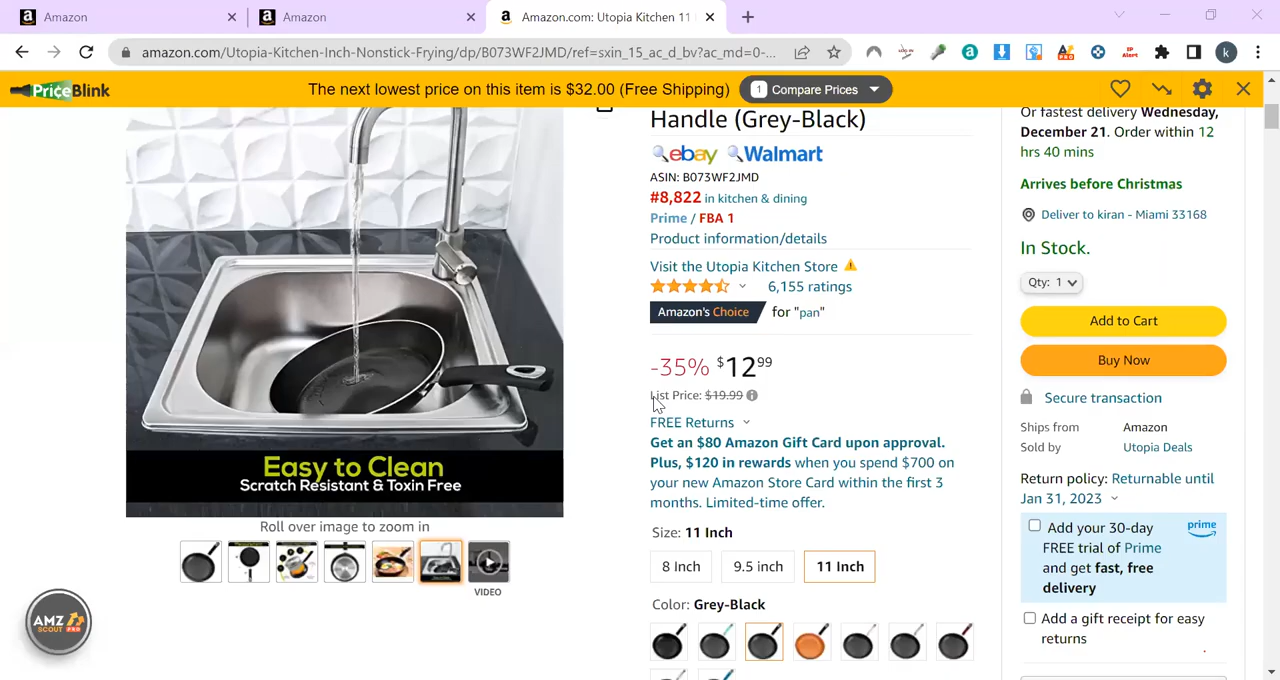 Amazon
Amazon
Amazon.com: Utopia Kitchen 11
amazon.com/Utopia-Kitchen-Inch-Nonstick-Frying/dp/B073WF2JMD/ref=sxin_15_ac_d_bv?ac_md=0-...
k
PriceBlink
The next lowest price on this item is $32.00 (Free Shipping)
1 Compare Prices
Handle (Grey-Black)
ebay Walmart
ASIN: B073WF2JMD
#8,822 in kitchen & dining
Prime / FBA 1
Product information/details
Visit the Utopia Kitchen Store
6,155 ratings
Amazon's Choice for "pan"
-35% $12 99
List Price: $19.99
FREE Returns
Get an $80 Amazon Gift Card upon approval.
Plus, $120 in rewards when you spend $700 on
your new Amazon Store Card within the first 3
months. Limited-time offer.
Size: 11 Inch
8 Inch
9.5 inch
11 Inch
Color: Grey-Black
Easy to Clean
Scratch Resistant & Toxin Free
Roll over image to zoom in
VIDEO
AMZ
SCOUT PRO
Or fastest delivery Wednesday,
December 21. Order within 12
hrs 40 mins
Arrives before Christmas
Deliver to kiran - Miami 33168
In Stock.
Qty: 1
Add to Cart
Buy Now
Secure transaction
Ships from Amazon
Sold by Utopia Deals
Return policy: Returnable until
Jan 31, 2023
Add your 30-day
FREE trial of Prime
and get fast, free
delivery
prime
Add a gift receipt for easy
returns